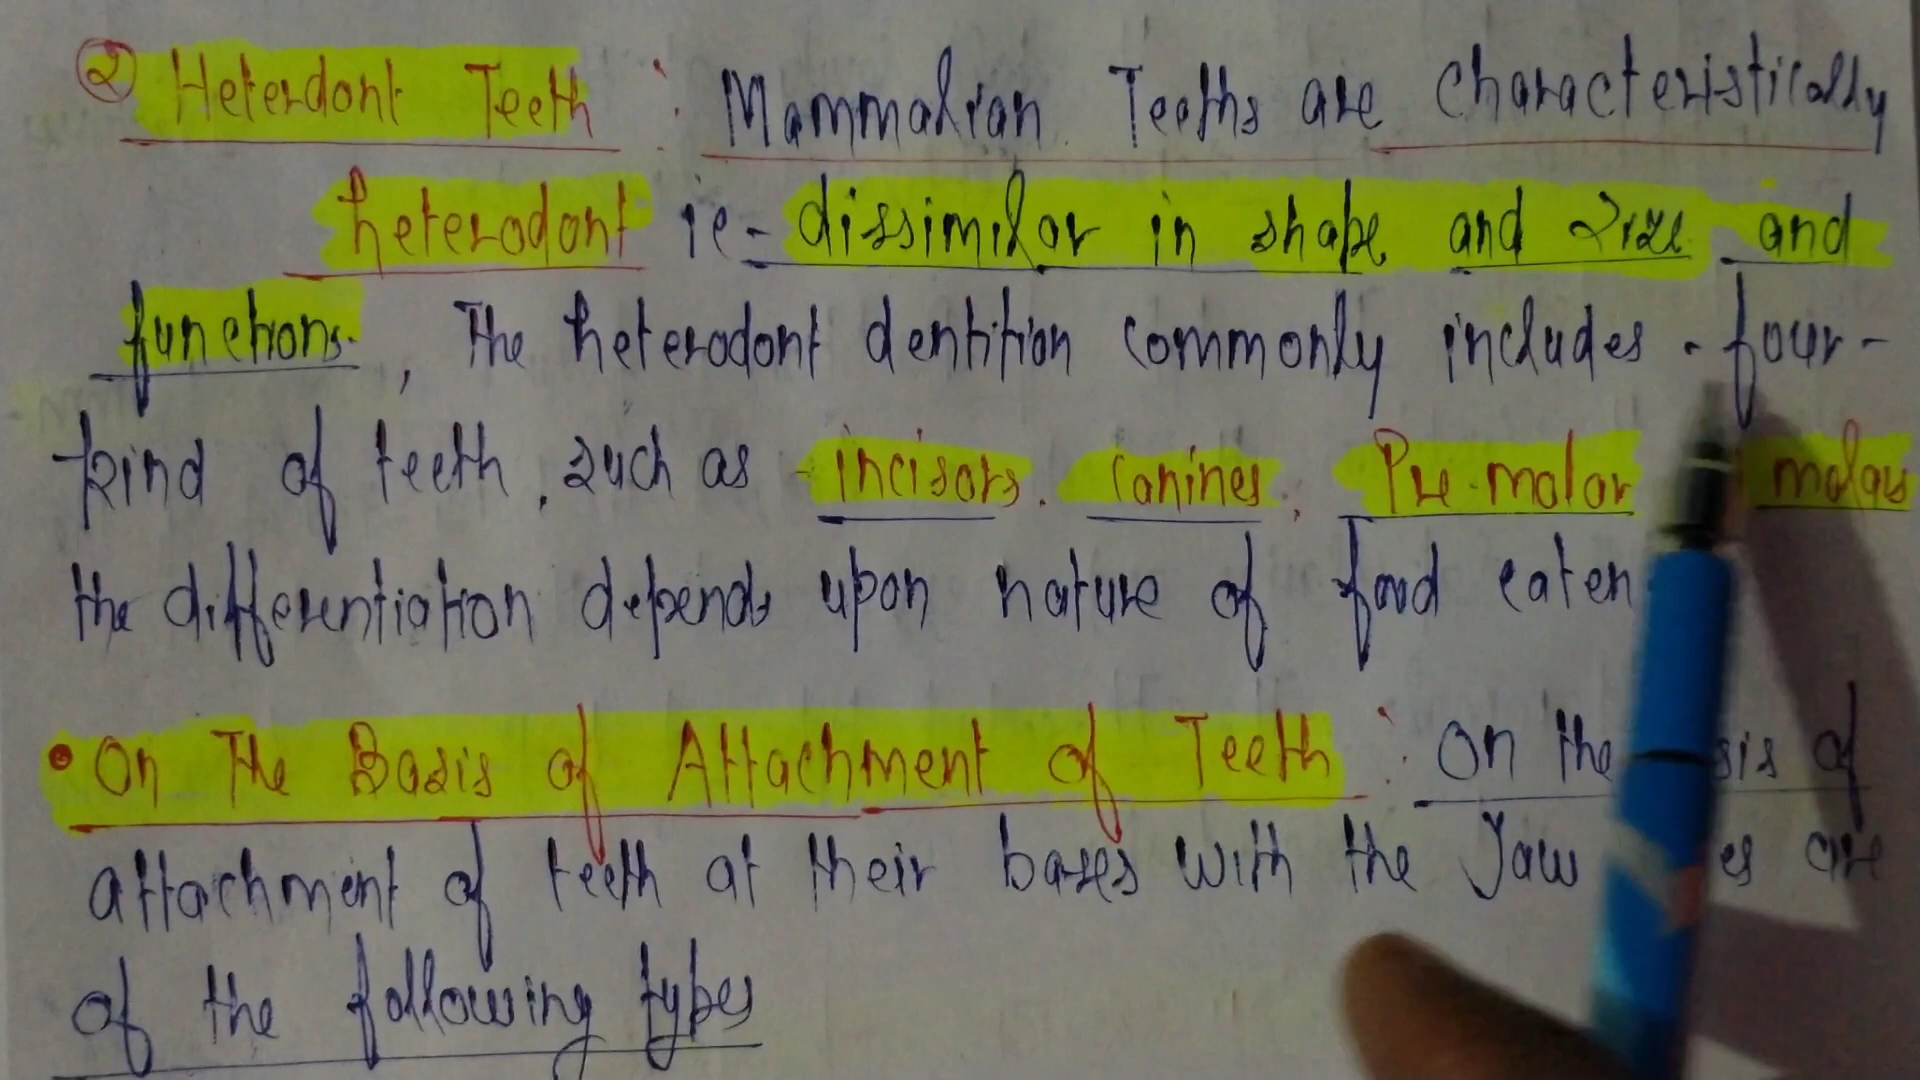 ② Heterdont Teeth : Mammalian Teeths are characteristically
heterodont ie- dissimilar in shape and size and
functions. , The heterodont dentition commonly includes - four-
kind of teeth, such as incisors, canines, Pre-molar molars
the differentiation depends upon nature of food eaten
• On The Basis of Attachment of Teeth : On the of
attachment of teeth at their bases with the Jaw are
of the following types